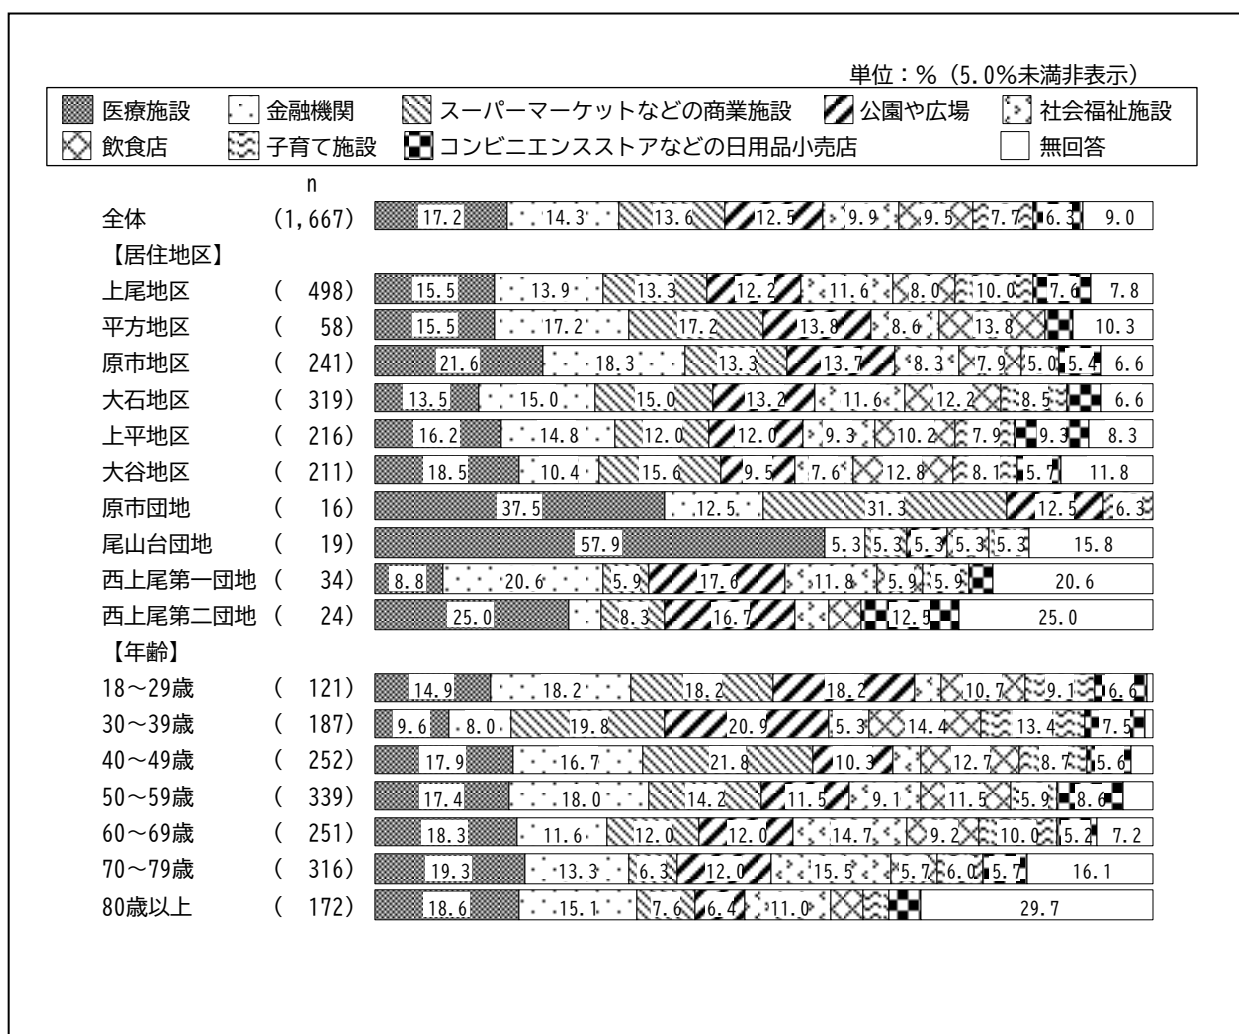 単位：%（5.0%未満非表示）
医療施設 金融機関 スーパーマーケットなどの商業施設 公園や広場 社会福祉施設
飲食店 子育て施設 コンビニエンスストアなどの日用品小売店 無回答
n
全体 (1,667) 17.2 14.3 13.6 12.5 9.9 9.5 7.7 6.3 9.0
【居住地区】
上尾地区 ( 498) 15.5 13.9 13.3 12.2 11.6 8.0 10.0 7.6 7.8
平方地区 ( 58) 15.5 17.2 17.2 13.8 8.6 13.8 10.3
原市地区 ( 241) 21.6 18.3 13.3 13.7 8.3 7.9 5.0 5.4 6.6
大石地区 ( 319) 13.5 15.0 15.0 13.2 11.6 12.2 8.5 6.6
上平地区 ( 216) 16.2 14.8 12.0 12.0 9.3 10.2 7.9 9.3 8.3
大谷地区 ( 211) 18.5 10.4 15.6 9.5 7.6 12.8 8.1 5.7 11.8
原市団地 ( 16) 37.5 12.5 31.3 12.5 6.3
尾山台団地 ( 19) 57.9 5.3 5.3 5.3 5.3 5.3 15.8
西上尾第一団地 ( 34) 8.8 20.6 5.9 17.6 11.8 5.9 5.9 20.6
西上尾第二団地 ( 24) 25.0 8.3 16.7 12.5 25.0
【年齢】
18～29歳 ( 121) 14.9 18.2 18.2 18.2 10.7 9.1 6.6
30～39歳 ( 187) 9.6 8.0 19.8 20.9 5.3 14.4 13.4 7.5
40～49歳 ( 252) 17.9 16.7 21.8 10.3 12.7 8.7 5.6
50～59歳 ( 339) 17.4 18.0 14.2 11.5 9.1 11.5 5.9 8.6
60～69歳 ( 251) 18.3 11.6 12.0 12.0 14.7 9.2 10.0 5.2 7.2
70～79歳 ( 316) 19.3 13.3 6.3 12.0 15.5 5.7 6.0 5.7 16.1
80歳以上 ( 172) 18.6 15.1 7.6 6.4 11.0 29.7